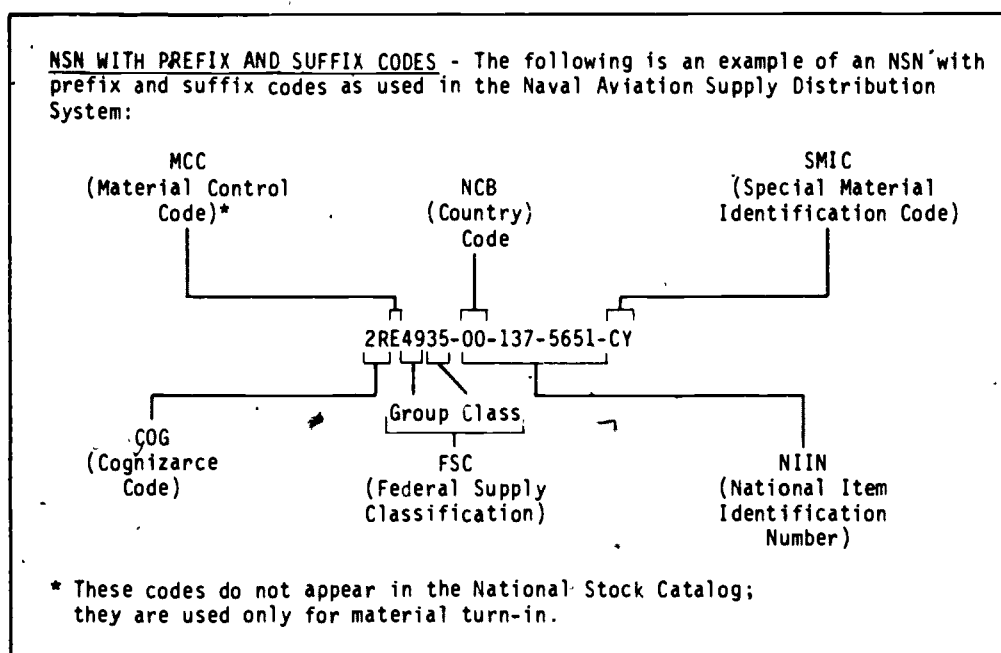 NSN WITH PREFIX AND SUFFIX CODES - The following is an example of an NSN with
prefix and suffix codes as used in the Naval Aviation Supply Distribution
System:
MCC
(Material Control
Code)*
NCB
(Country)
Code
SMIC
(Special Material
Identification Code)
2RE4935-00-137-5651-CY
Group Class
COG
(Cognizarce
Code)
FSC
(Federal Supply
Classification)
NIIN
(National Item
Identification
Number)
* These codes do not appear in the National Stock Catalog;
they are used only for material turn-in.